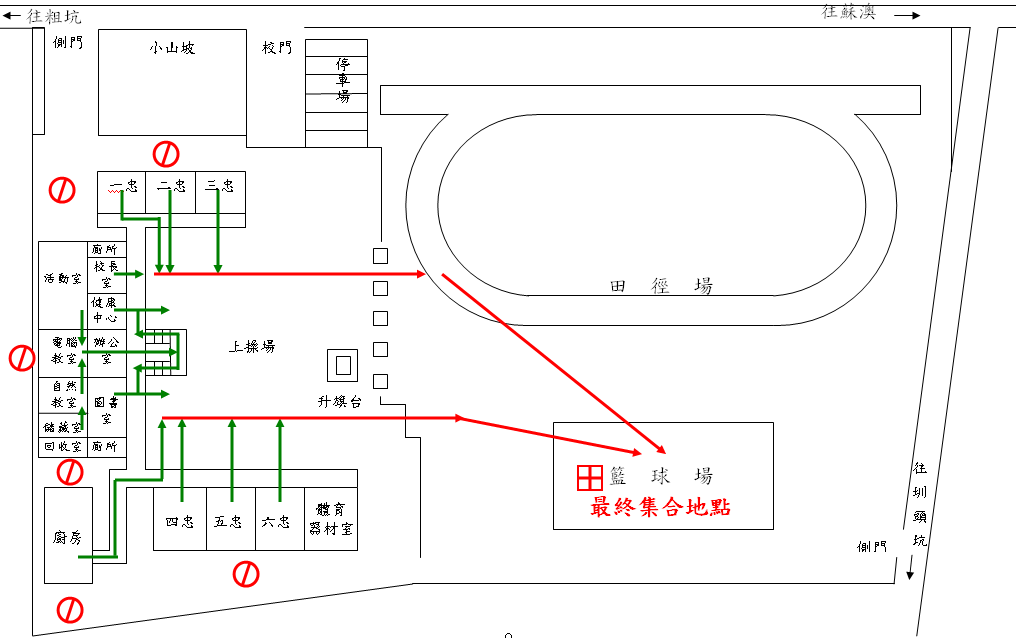 往粗坑
往蘇澳
側門
小山坡
校門
停
車
場
一忠
二忠
三忠
廁所
校長
室
活動室
健康
中心
電腦
教室
辦公
室
自然
教室
圖書
室
儲藏室
回收室
廁所
上操場
升旗台
田徑場
籃球場
最終集合地點
往
圳
頭
坑
側門
廚房
四忠
五忠
六忠
體育
器材室